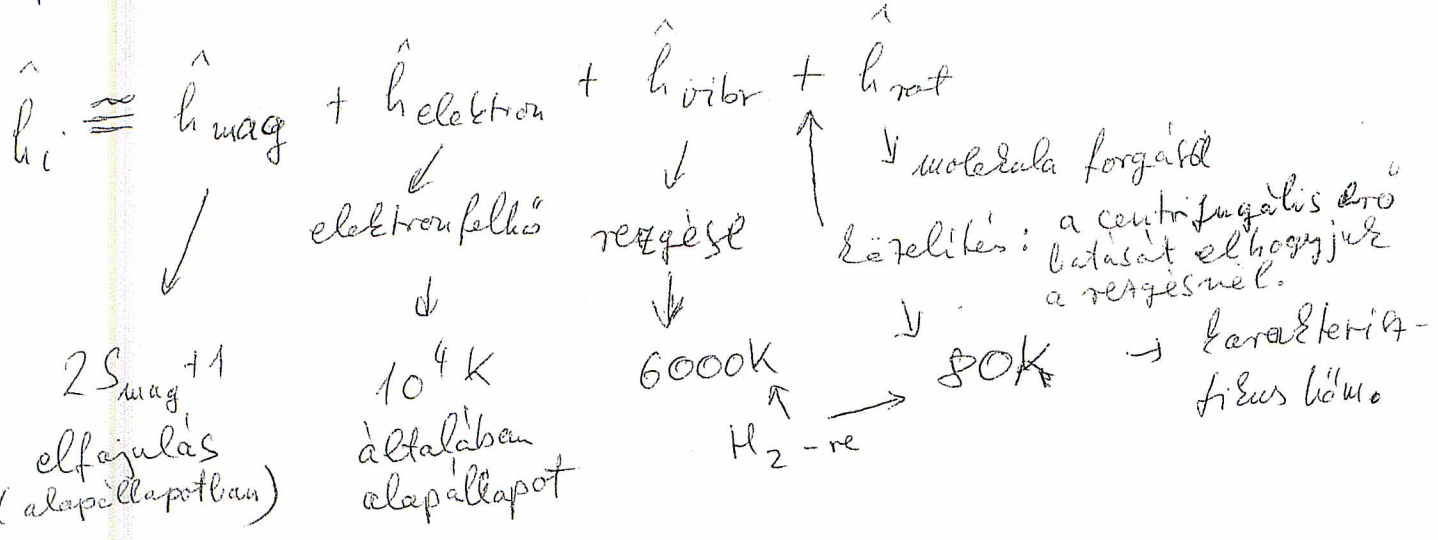 ĥᵢ ≅ ĥ_mag + ĥ_elektron + ĥ_vibr + ĥ_rot
↓ molekula forgása
elektronfelhő rezgése közelítés: a centrifugális erő
hatását elhagyjuk
a rezgésnél.
2S_mag+1 10⁴ K 6000K 80K → karakterisz-
tikus hőm.
elfajulás általában H₂-re
(alapállapotban) alapállapot